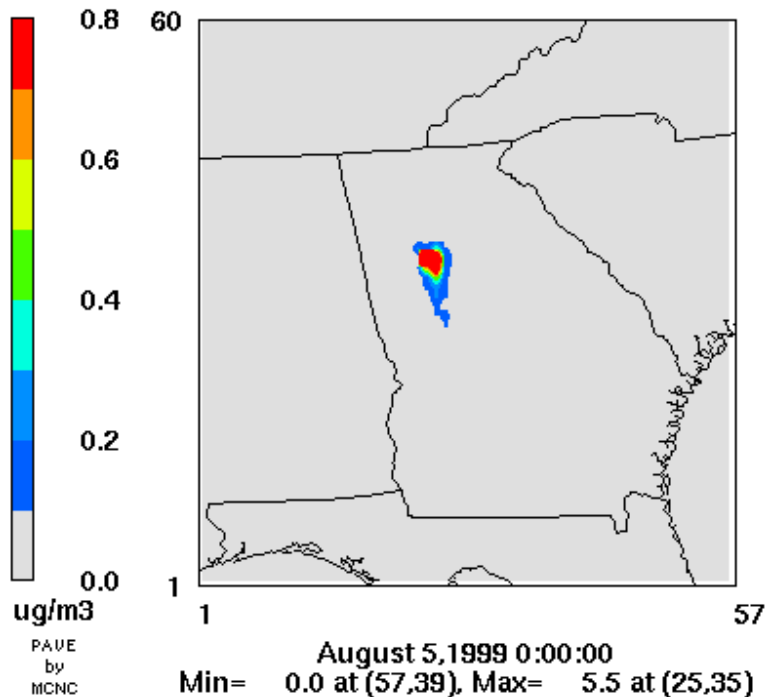 0.8
0.6
0.4
0.2
0.0
ug/m3
PAVE
by
MCNC
60
1
1
57
August 5,1999 0:00:00
Min= 0.0 at (57,39), Max= 5.5 at (25,35)